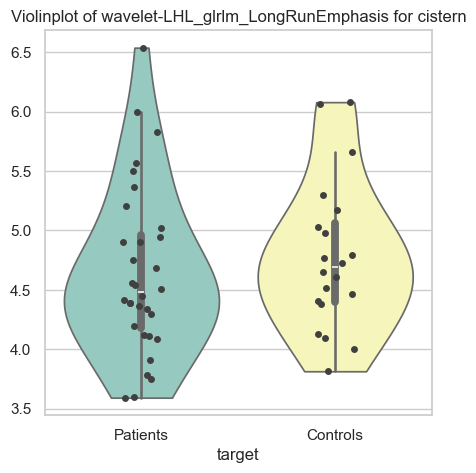 Violinplot of wavelet-LHL_glrlm_LongRunEmphasis for cistern
6.5
6.0
5.5
5.0
4.5
4.0
3.5
Patients Controls
target